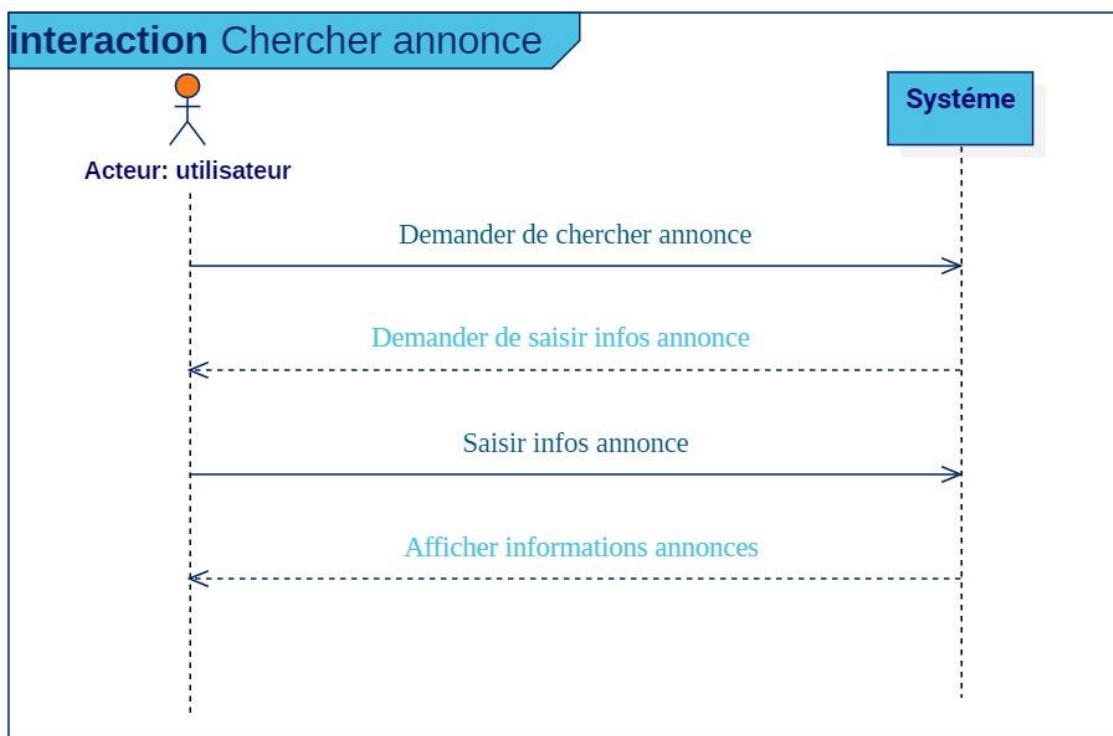 interaction Chercher annonce
Systéme
Acteur: utilisateur
Demander de chercher annonce
Demander de saisir infos annonce
Saisir infos annonce
Afficher informations annonces